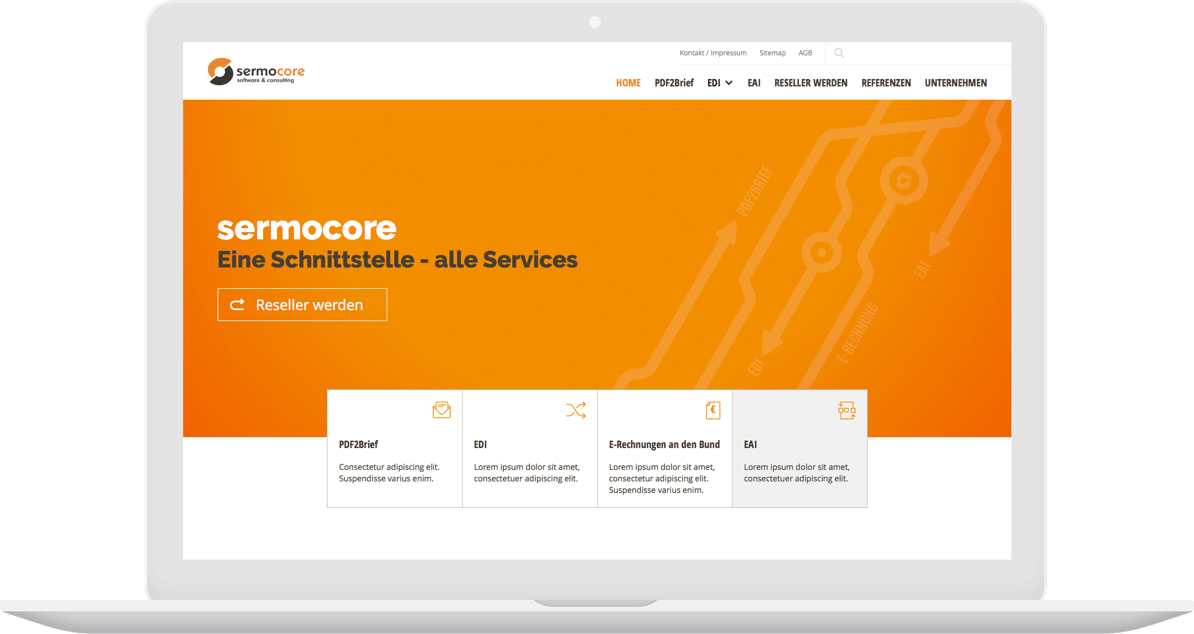 Kontakt / Impressum Sitemap AGB
sermocore
software & consulting
HOME PDF2Brief EDI EAI RESELLER WERDEN REFERENZEN UNTERNEHMEN
PDF2BRIEF
sermocore
Eine Schnittstelle - alle Services
EAI
Reseller werden
E-RECHNUNG
EDI
PDF2Brief
Consectetur adipiscing elit.
Suspendisse varius enim.
EDI
Lorem ipsum dolor sit amet,
consectetuer adipiscing elit.
E-Rechnungen an den Bund
Lorem ipsum dolor sit amet,
consectetur adipiscing elit.
Suspendisse varius enim.
EAI
Lorem ipsum dolor sit amet,
consectetuer adipiscing elit.